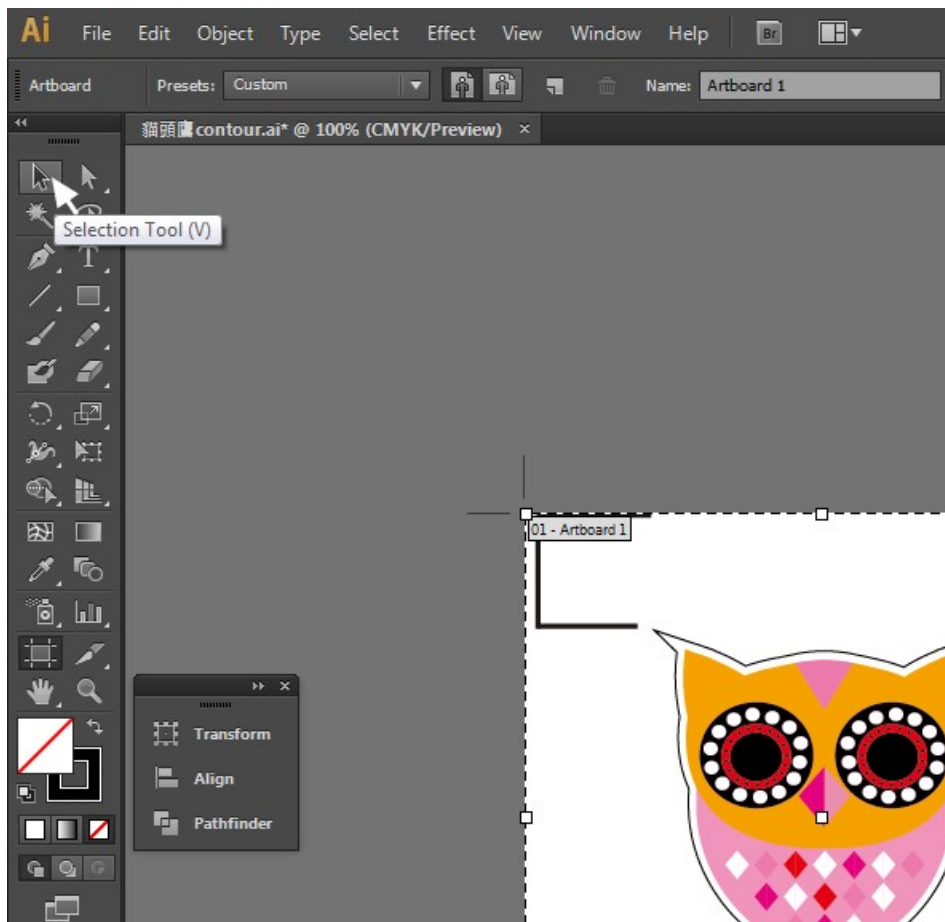 Ai File Edit Object Type Select Effect View Window Help Br
Artboard Presets: Custom Name: Artboard 1
貓頭鷹contour.ai* @ 100% (CMYK/Preview) ×
Selection Tool (V)
T
01 - Artboard 1
Transform
Align
Pathfinder